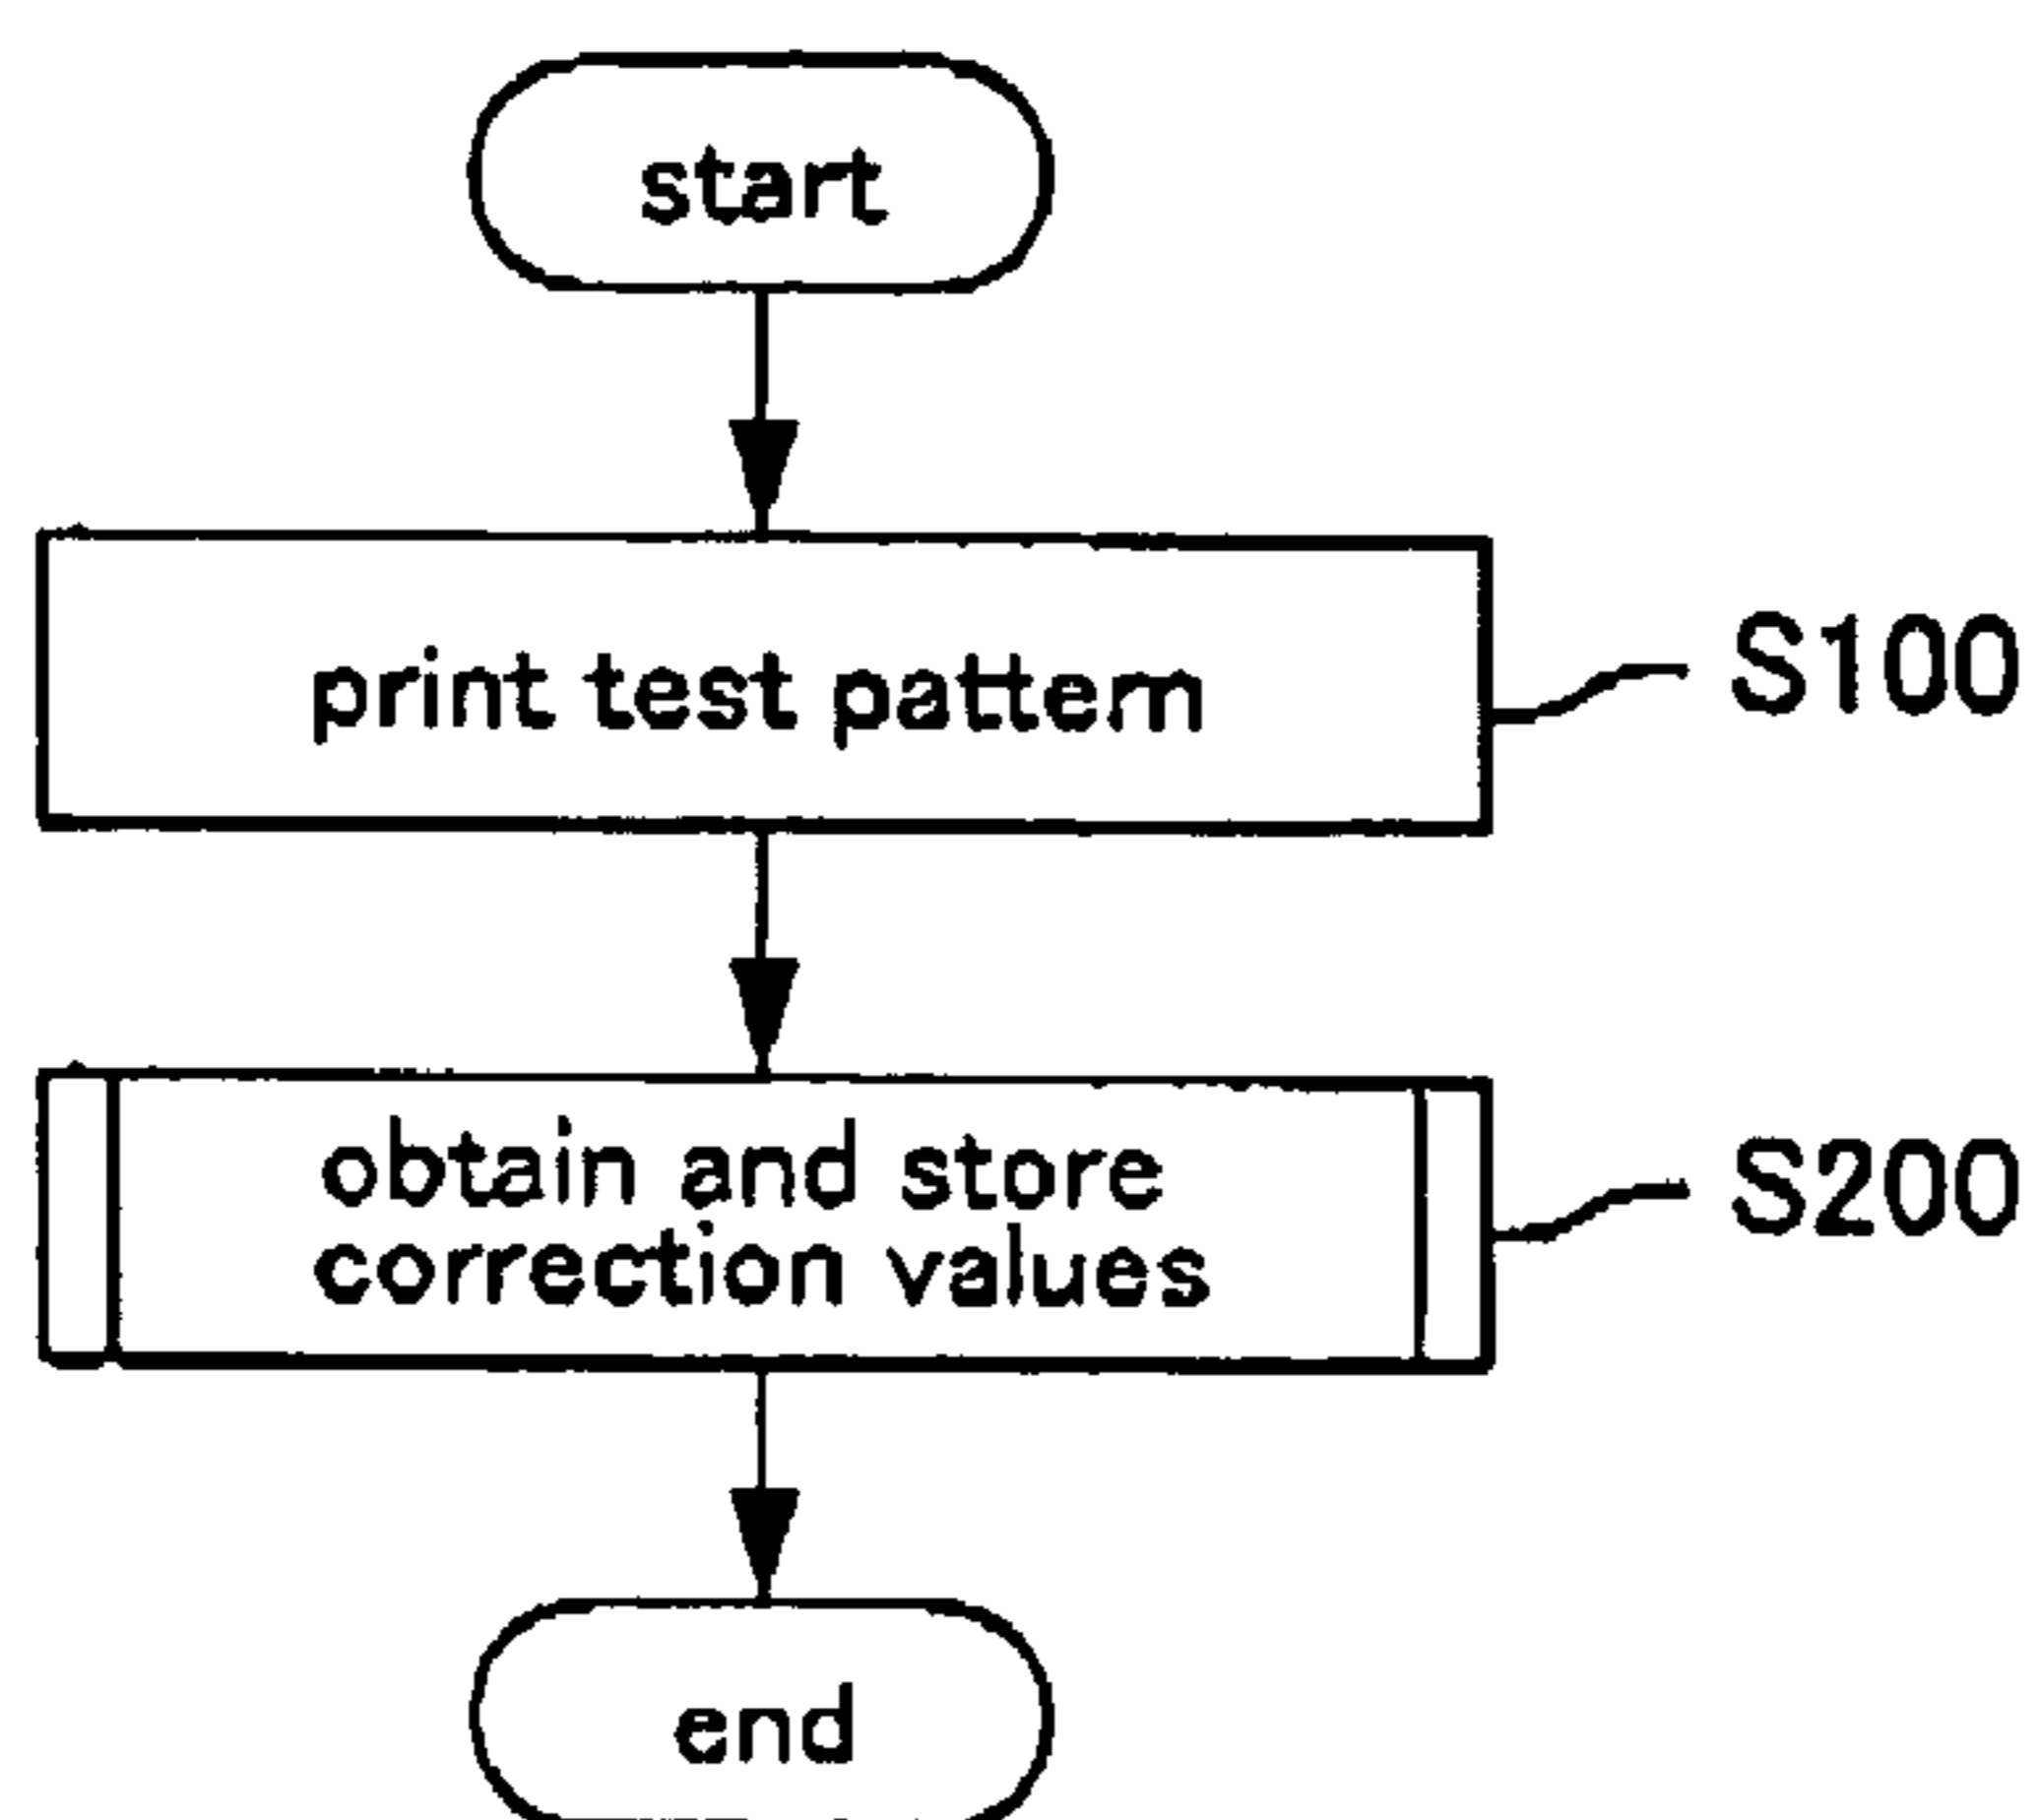 start
print test pattern
S100
obtain and store
correction values
S200
end